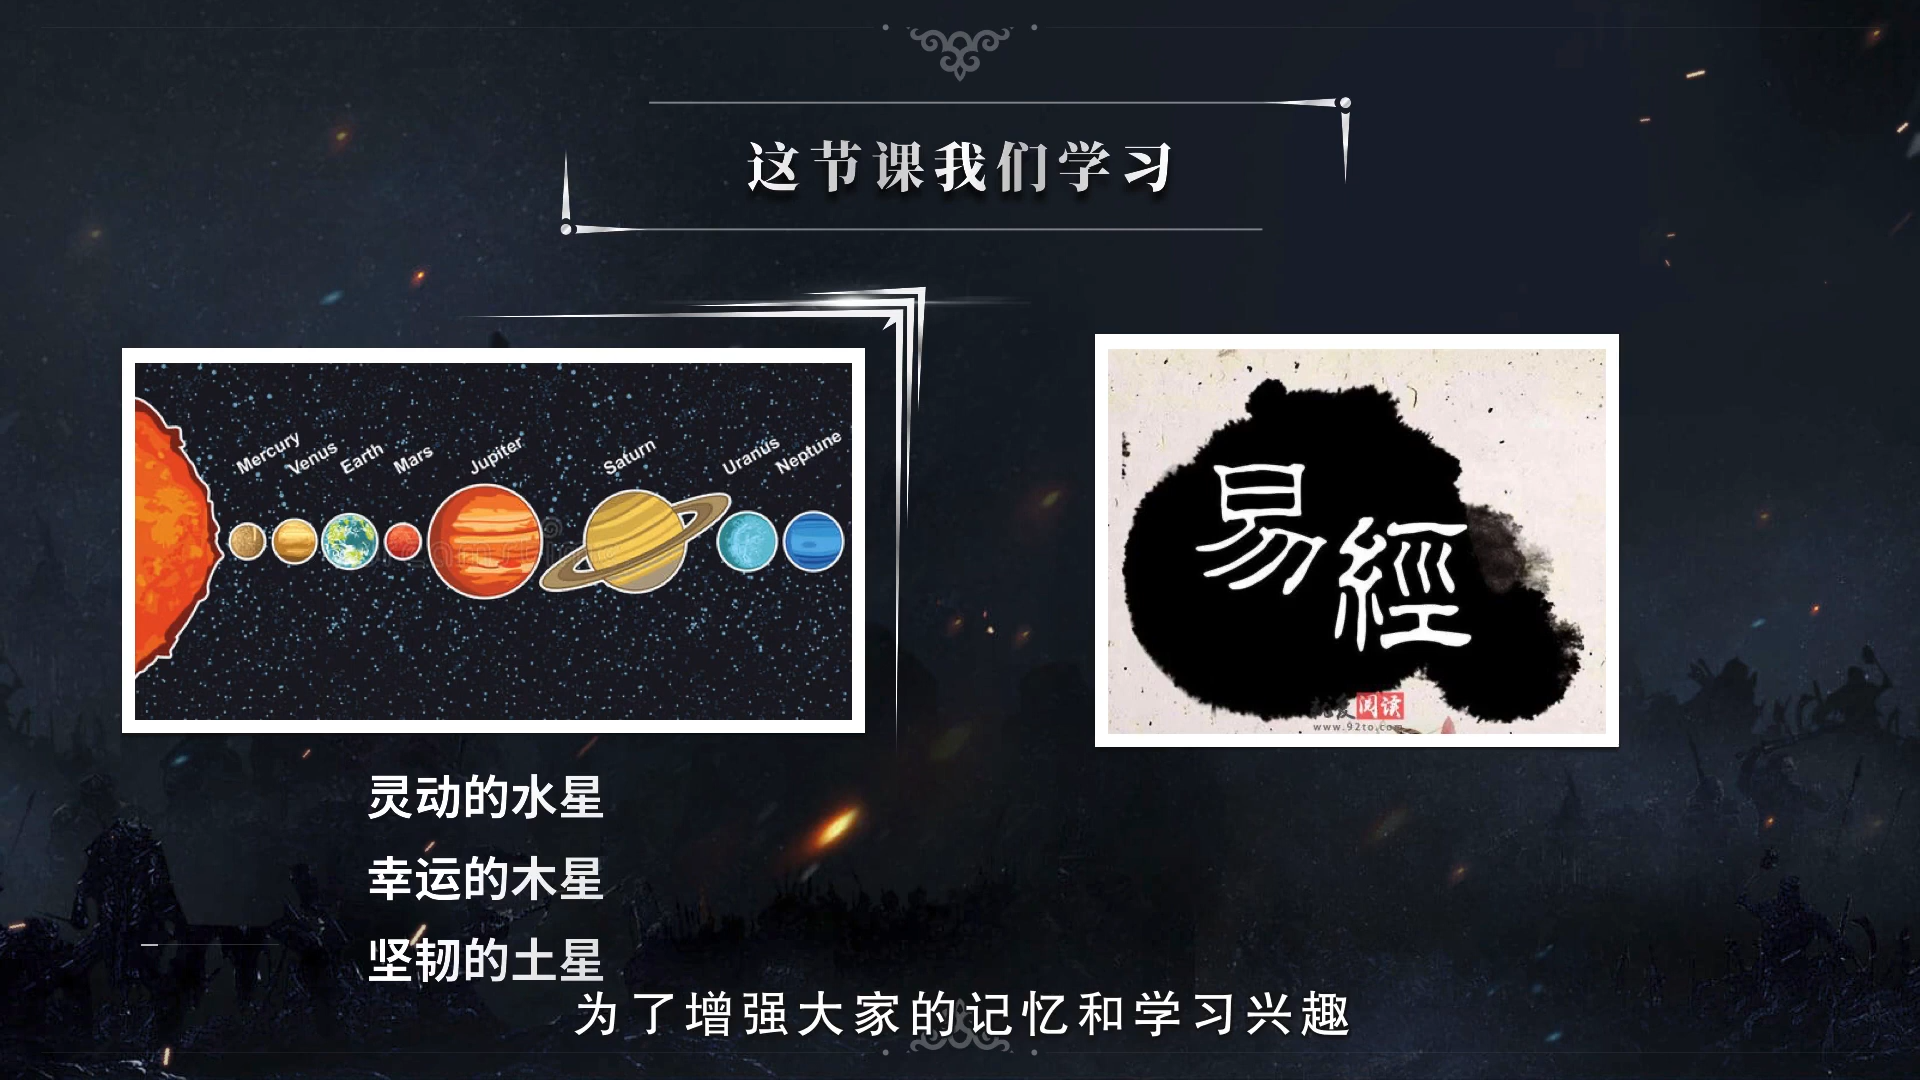 这节课我们学习
Mercury
Venus
Earth
Mars
Jupiter
Saturn
Uranus
Neptune
易經
阅读
www.92to.com
灵动的水星
幸运的木星
坚韧的土星
为了增强大家的记忆和学习兴趣